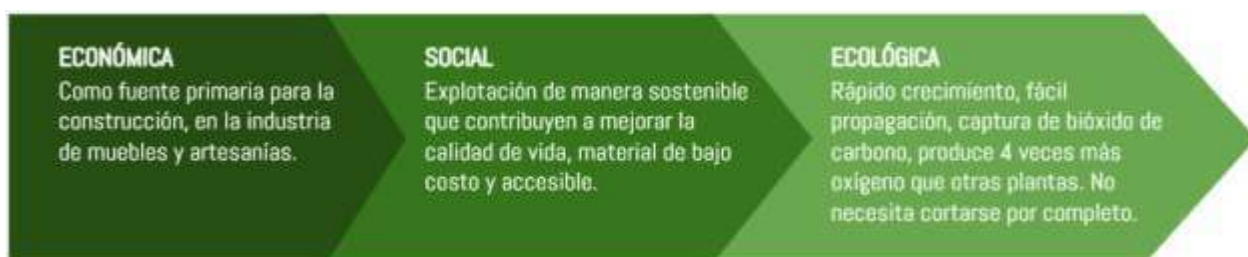 ECONÓMICA
Como fuente primaria para la
construcción, en la industria
de muebles y artesanías.
SOCIAL
Explotación de manera sostenible
que contribuyen a mejorar la
calidad de vida, material de bajo
costo y accesible.
ECOLÓGICA
Rápido crecimiento, fácil
propagación, captura de bióxido de
carbono, produce 4 veces más
oxígeno que otras plantas. No
necesita cortarse por completo.